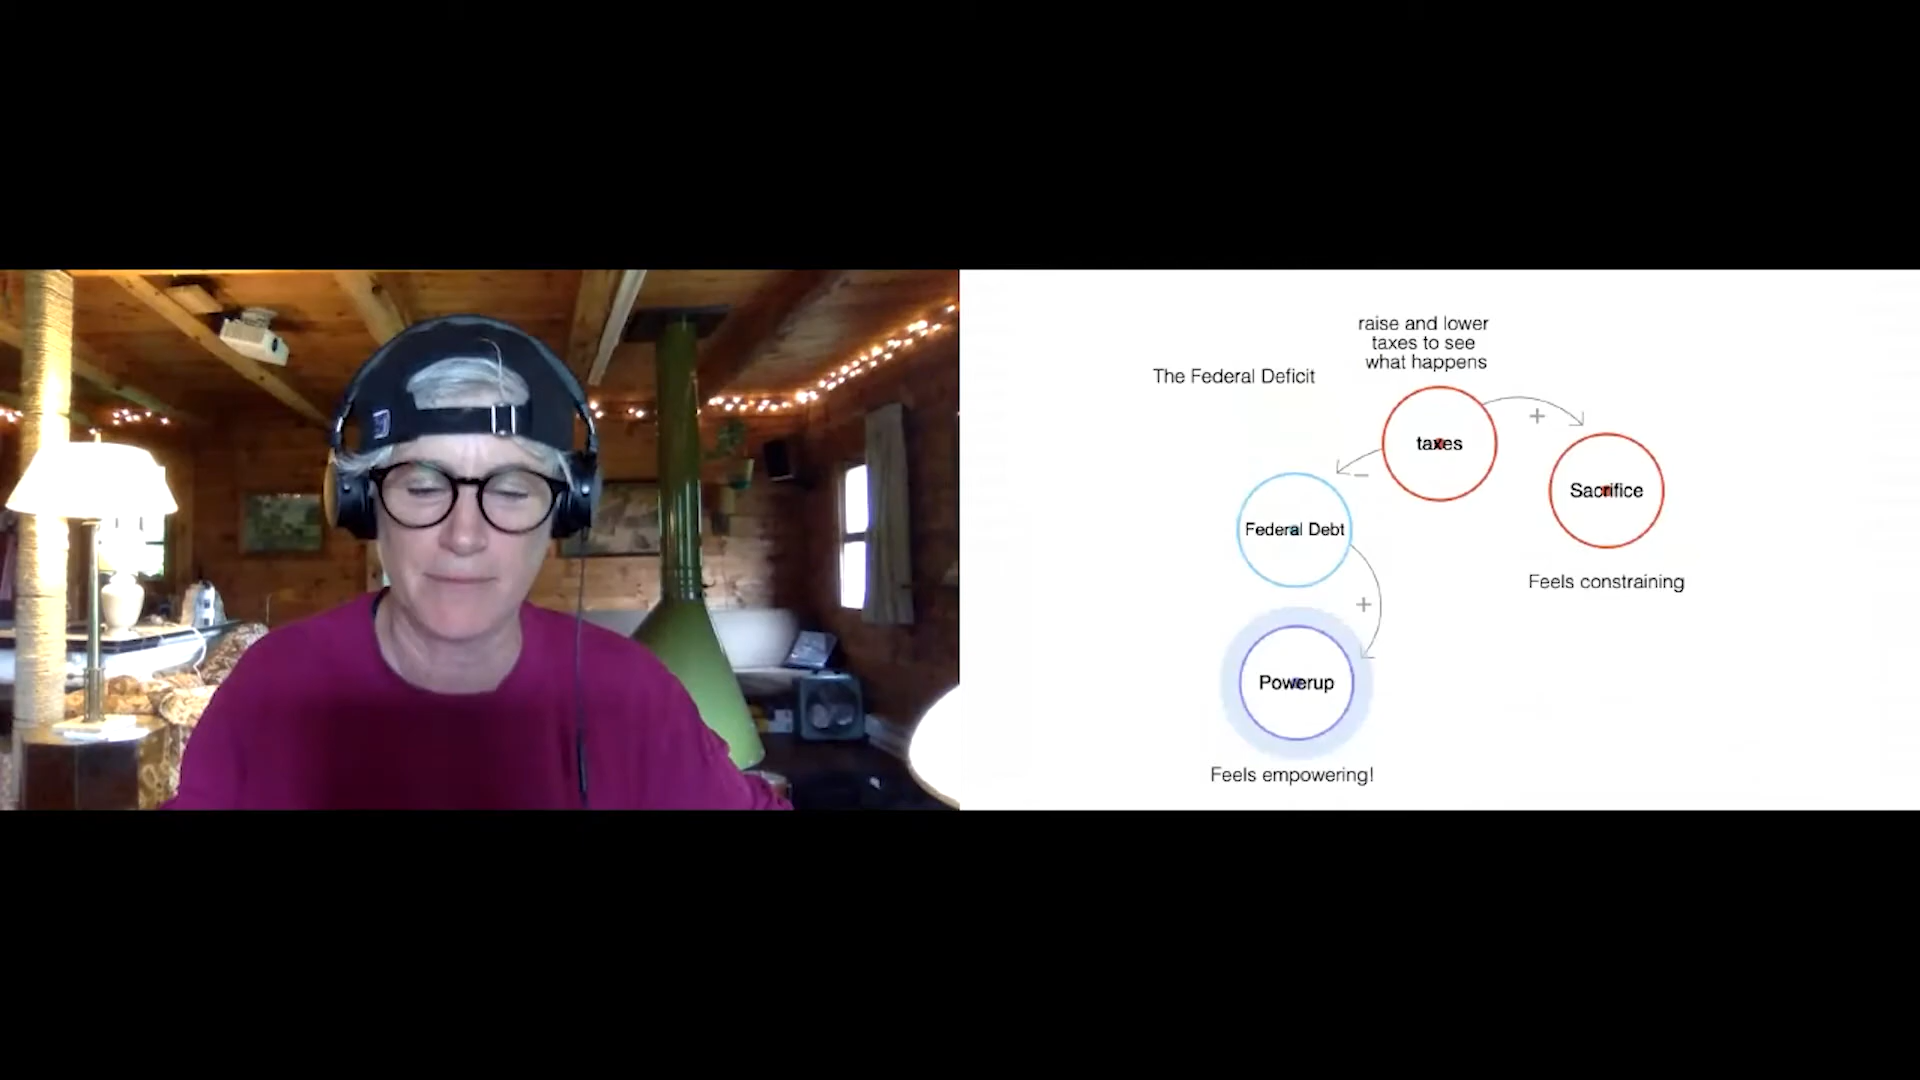 raise and lower
taxes to see
what happens
The Federal Deficit
taxes
+
Sacrifice
−
Federal Debt
Feels constraining
+
Powerup
Feels empowering!